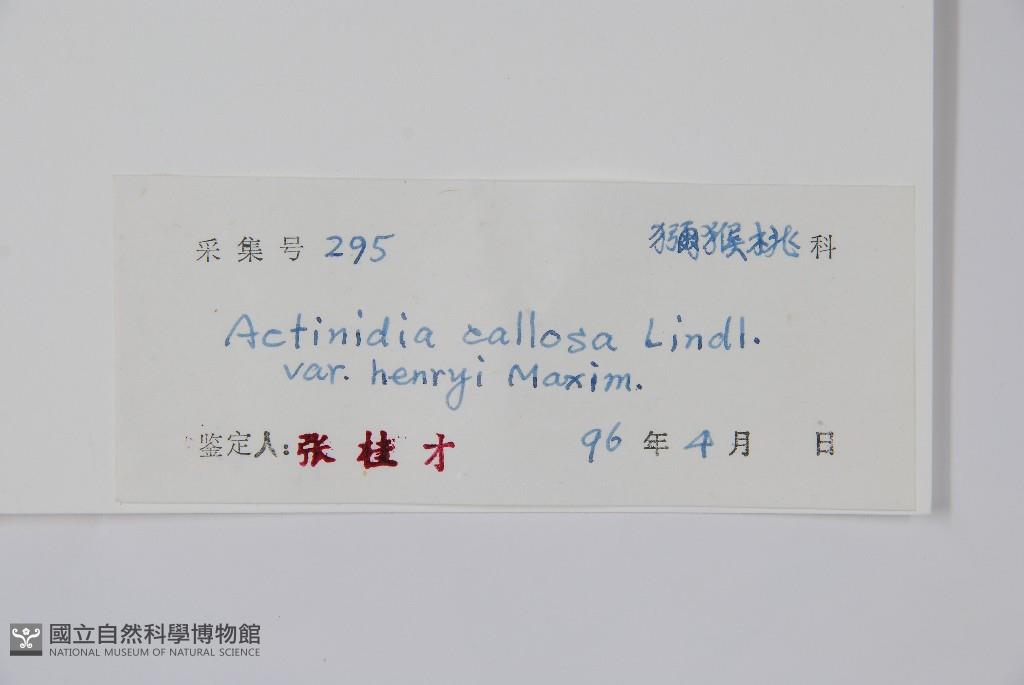 采集号 295 獼猴桃科
Actinidia callosa Lindl.
var. henryi Maxim.
鉴定人:张桂才 96年4月 日
國立自然科學博物館
NATIONAL MUSEUM OF NATURAL SCIENCE